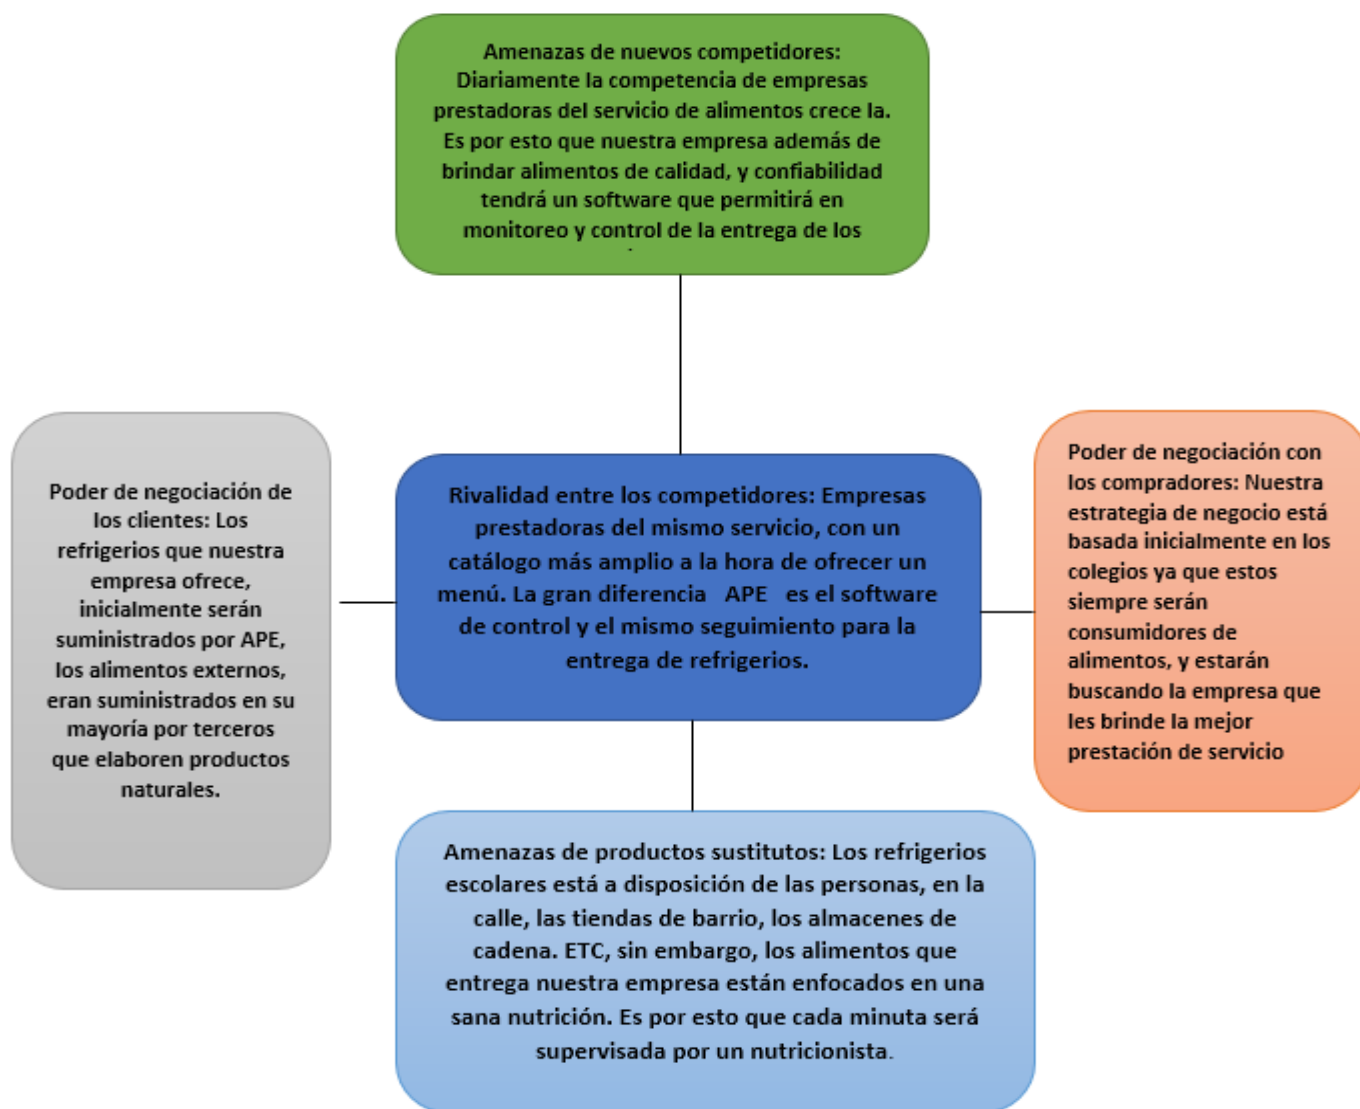 Amenazas de nuevos competidores:
Diariamente la competencia de empresas
prestadoras del servicio de alimentos crece la.
Es por esto que nuestra empresa además de
brindar alimentos de calidad, y confiabilidad
tendrá un software que permitirá en
monitoreo y control de la entrega de los
Poder de negociación de
los clientes: Los
refrigerios que nuestra
empresa ofrece,
inicialmente serán
suministrados por APE,
los alimentos externos,
eran suministrados en su
mayoría por terceros
que elaboren productos
naturales.
Rivalidad entre los competidores: Empresas
prestadoras del mismo servicio, con un
catálogo más amplio a la hora de ofrecer un
menú. La gran diferencia APE es el software
de control y el mismo seguimiento para la
entrega de refrigerios.
Poder de negociación con
los compradores: Nuestra
estrategia de negocio está
basada inicialmente en los
colegios ya que estos
siempre serán
consumidores de
alimentos, y estarán
buscando la empresa que
les brinde la mejor
prestación de servicio
Amenazas de productos sustitutos: Los refrigerios
escolares está a disposición de las personas, en la
calle, las tiendas de barrio, los almacenes de
cadena. ETC, sin embargo, los alimentos que
entrega nuestra empresa están enfocados en una
sana nutrición. Es por esto que cada minuta será
supervisada por un nutricionista.